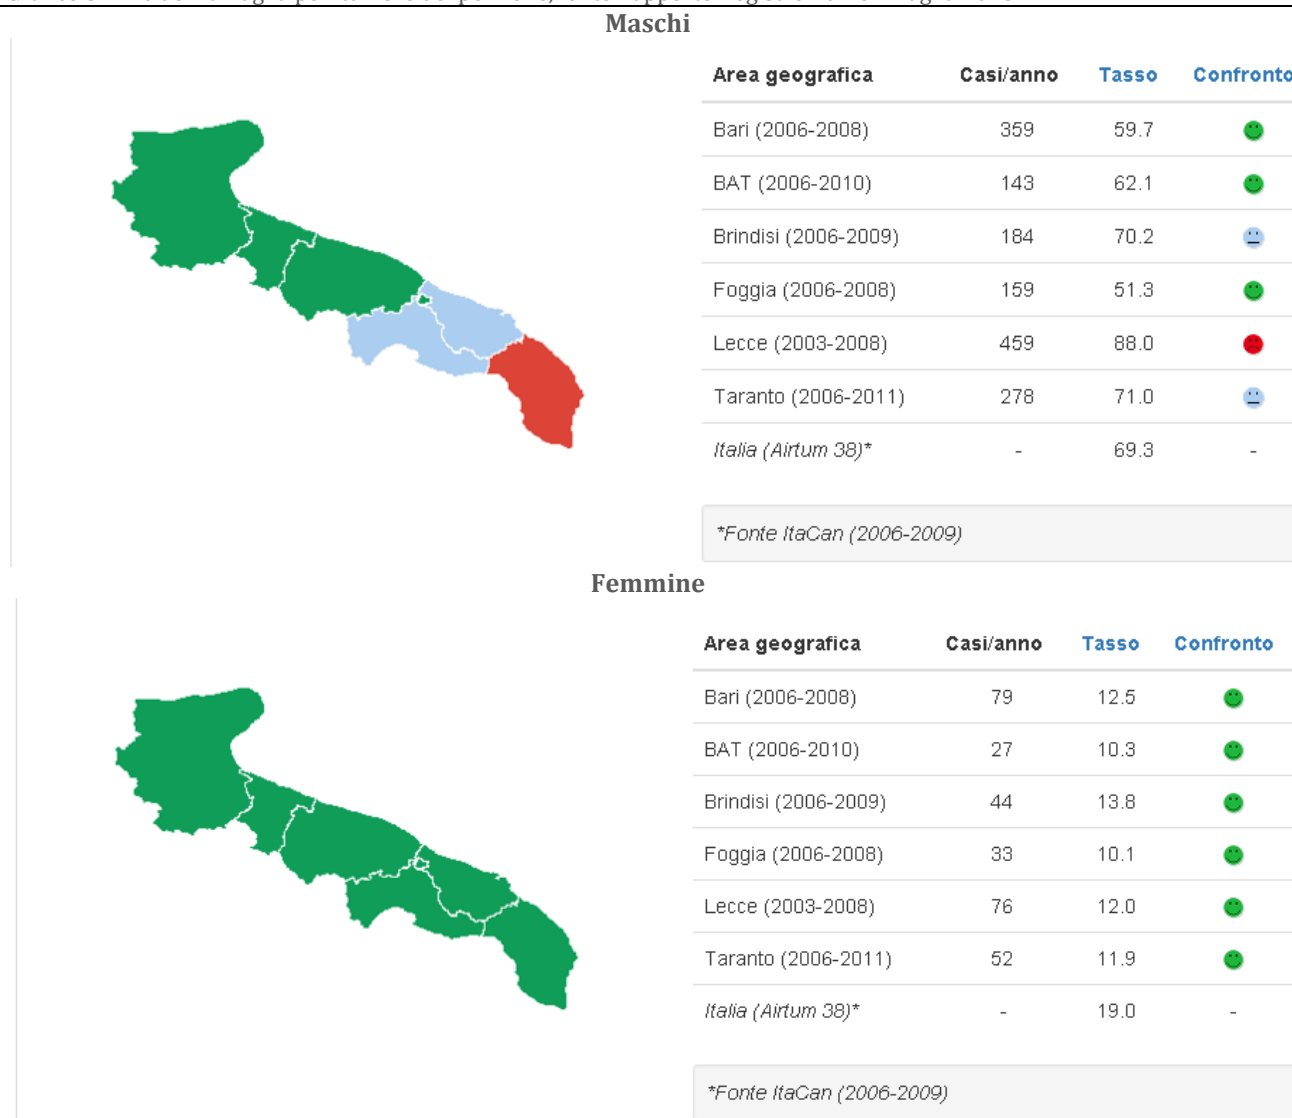 Maschi
Area geografica Casi/anno Tasso Confronto
Bari (2006-2008) 359 59.7
BAT (2006-2010) 143 62.1
Brindisi (2006-2009) 184 70.2
Foggia (2006-2008) 159 51.3
Lecce (2003-2008) 459 88.0
Taranto (2006-2011) 278 71.0
Italia (Airtum 38)* - 69.3 -
*Fonte ItaCan (2006-2009)
Femmine
Area geografica Casi/anno Tasso Confronto
Bari (2006-2008) 79 12.5
BAT (2006-2010) 27 10.3
Brindisi (2006-2009) 44 13.8
Foggia (2006-2008) 33 10.1
Lecce (2003-2008) 76 12.0
Taranto (2006-2011) 52 11.9
Italia (Airtum 38)* - 19.0 -
*Fonte ItaCan (2006-2009)